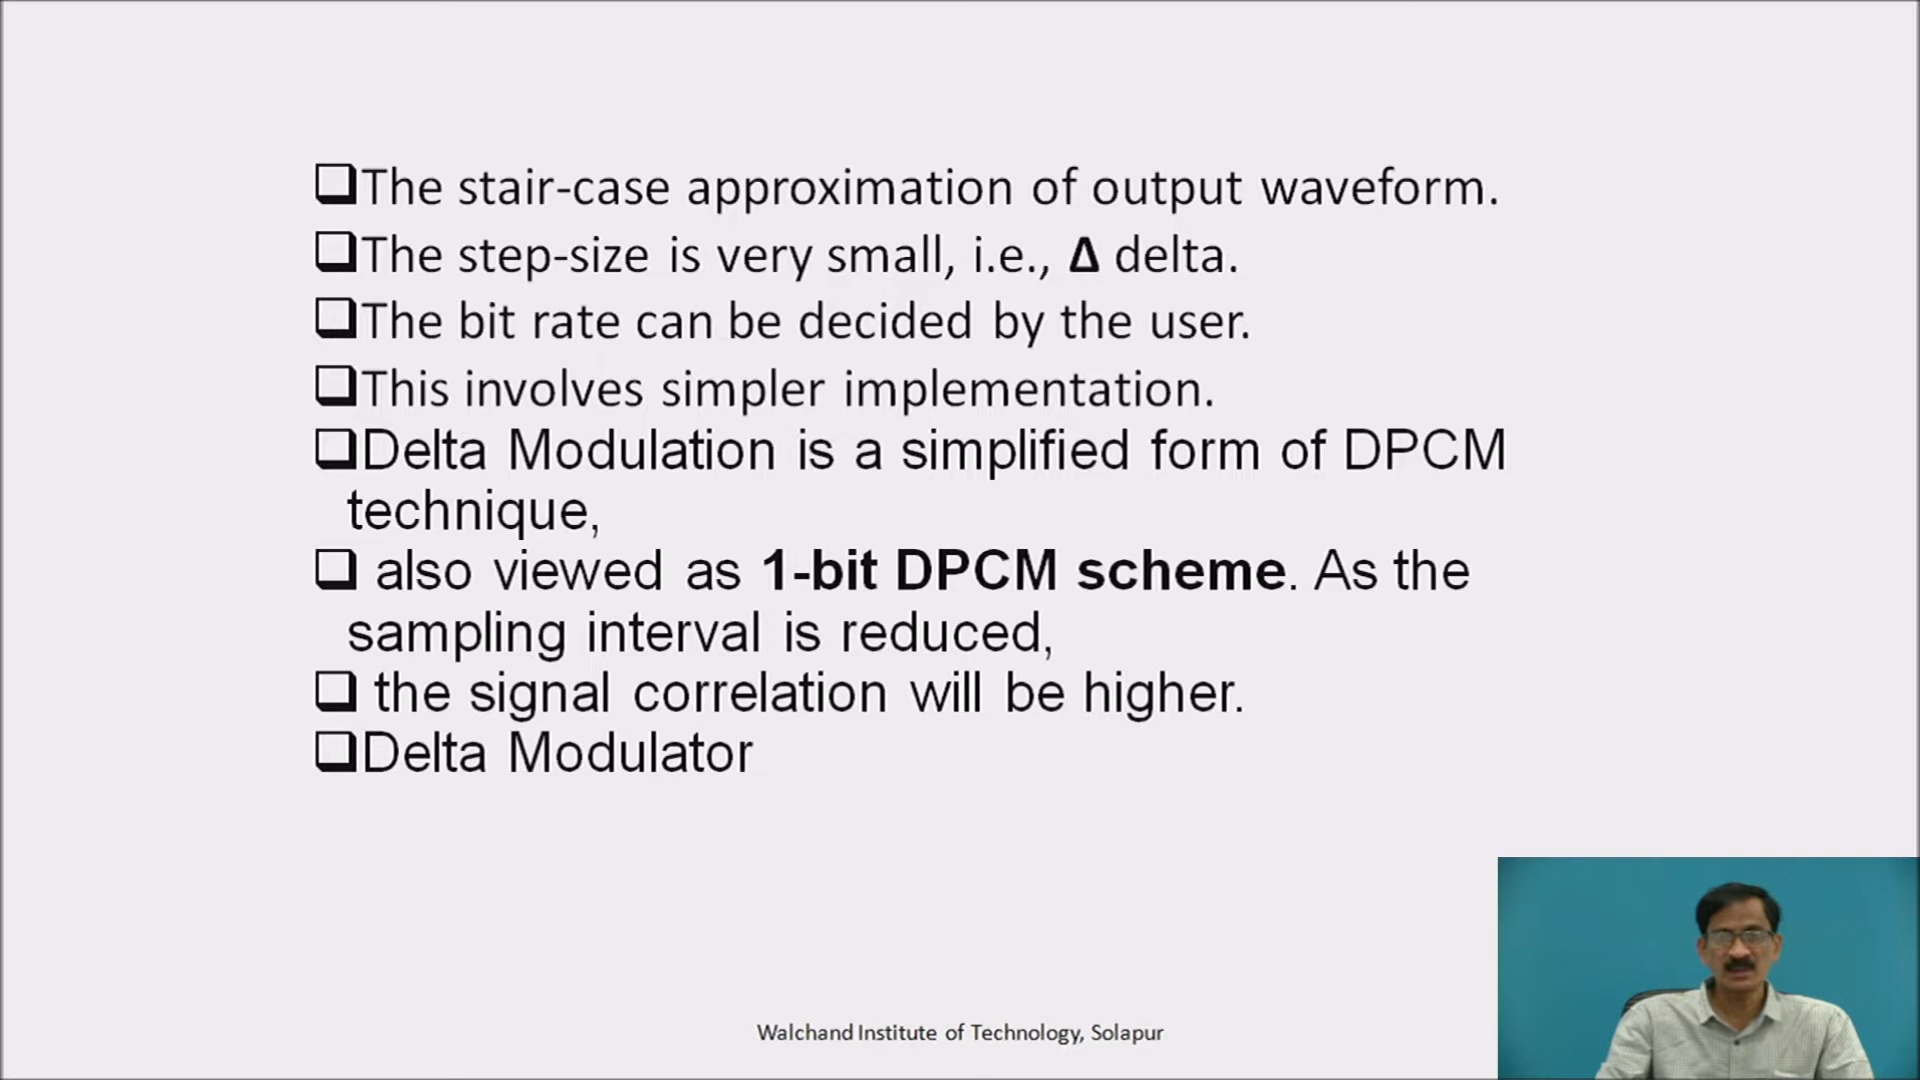 The stair-case approximation of output waveform.
The step-size is very small, i.e., Δ delta.
The bit rate can be decided by the user.
This involves simpler implementation.
Delta Modulation is a simplified form of DPCM
technique,
also viewed as 1-bit DPCM scheme. As the
sampling interval is reduced,
the signal correlation will be higher.
Delta Modulator
Walchand Institute of Technology, Solapur